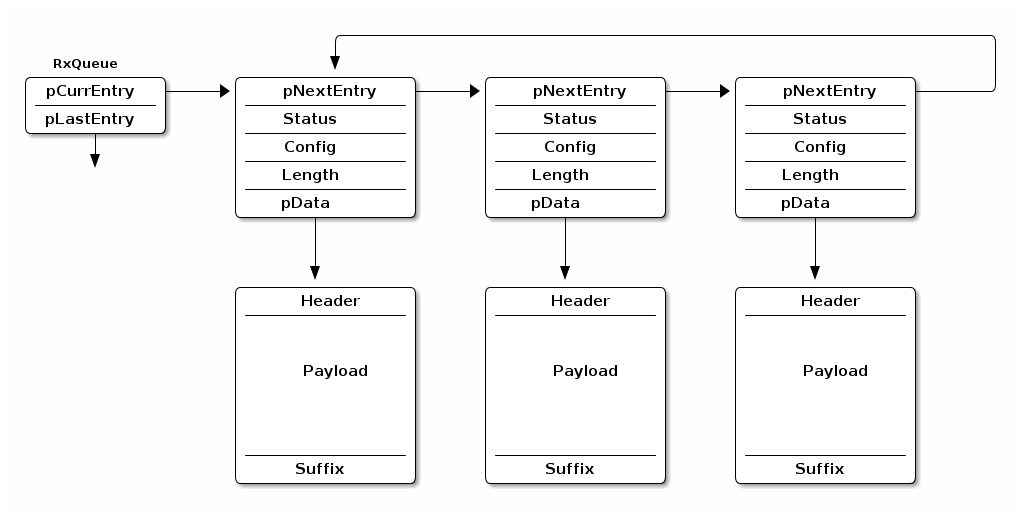 RxQueue
pCurrEntry
pLastEntry
pNextEntry
Status
Config
Length
pData
Header
Payload
Suffix
pNextEntry
Status
Config
Length
pData
Header
Payload
Suffix
pNextEntry
Status
Config
Length
pData
Header
Payload
Suffix